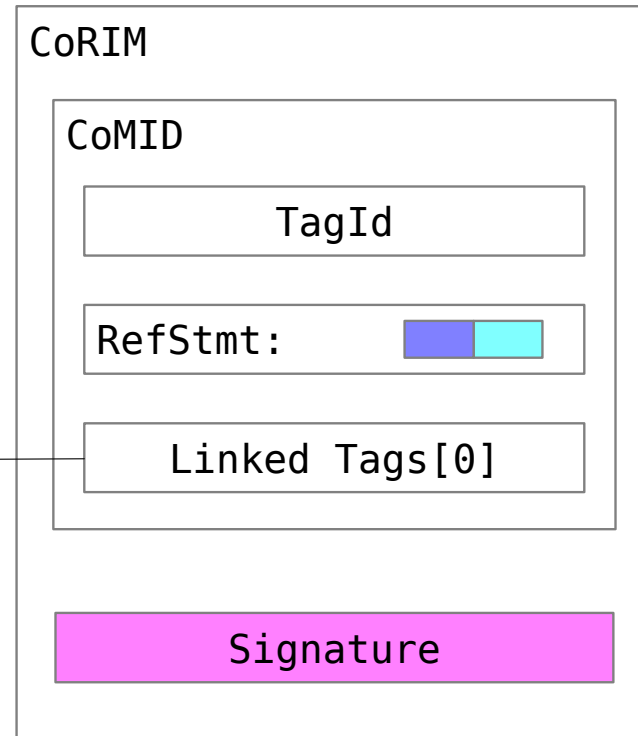 CoRIM
CoMID
TagId
RefStmt:
Linked Tags[0]
Signature